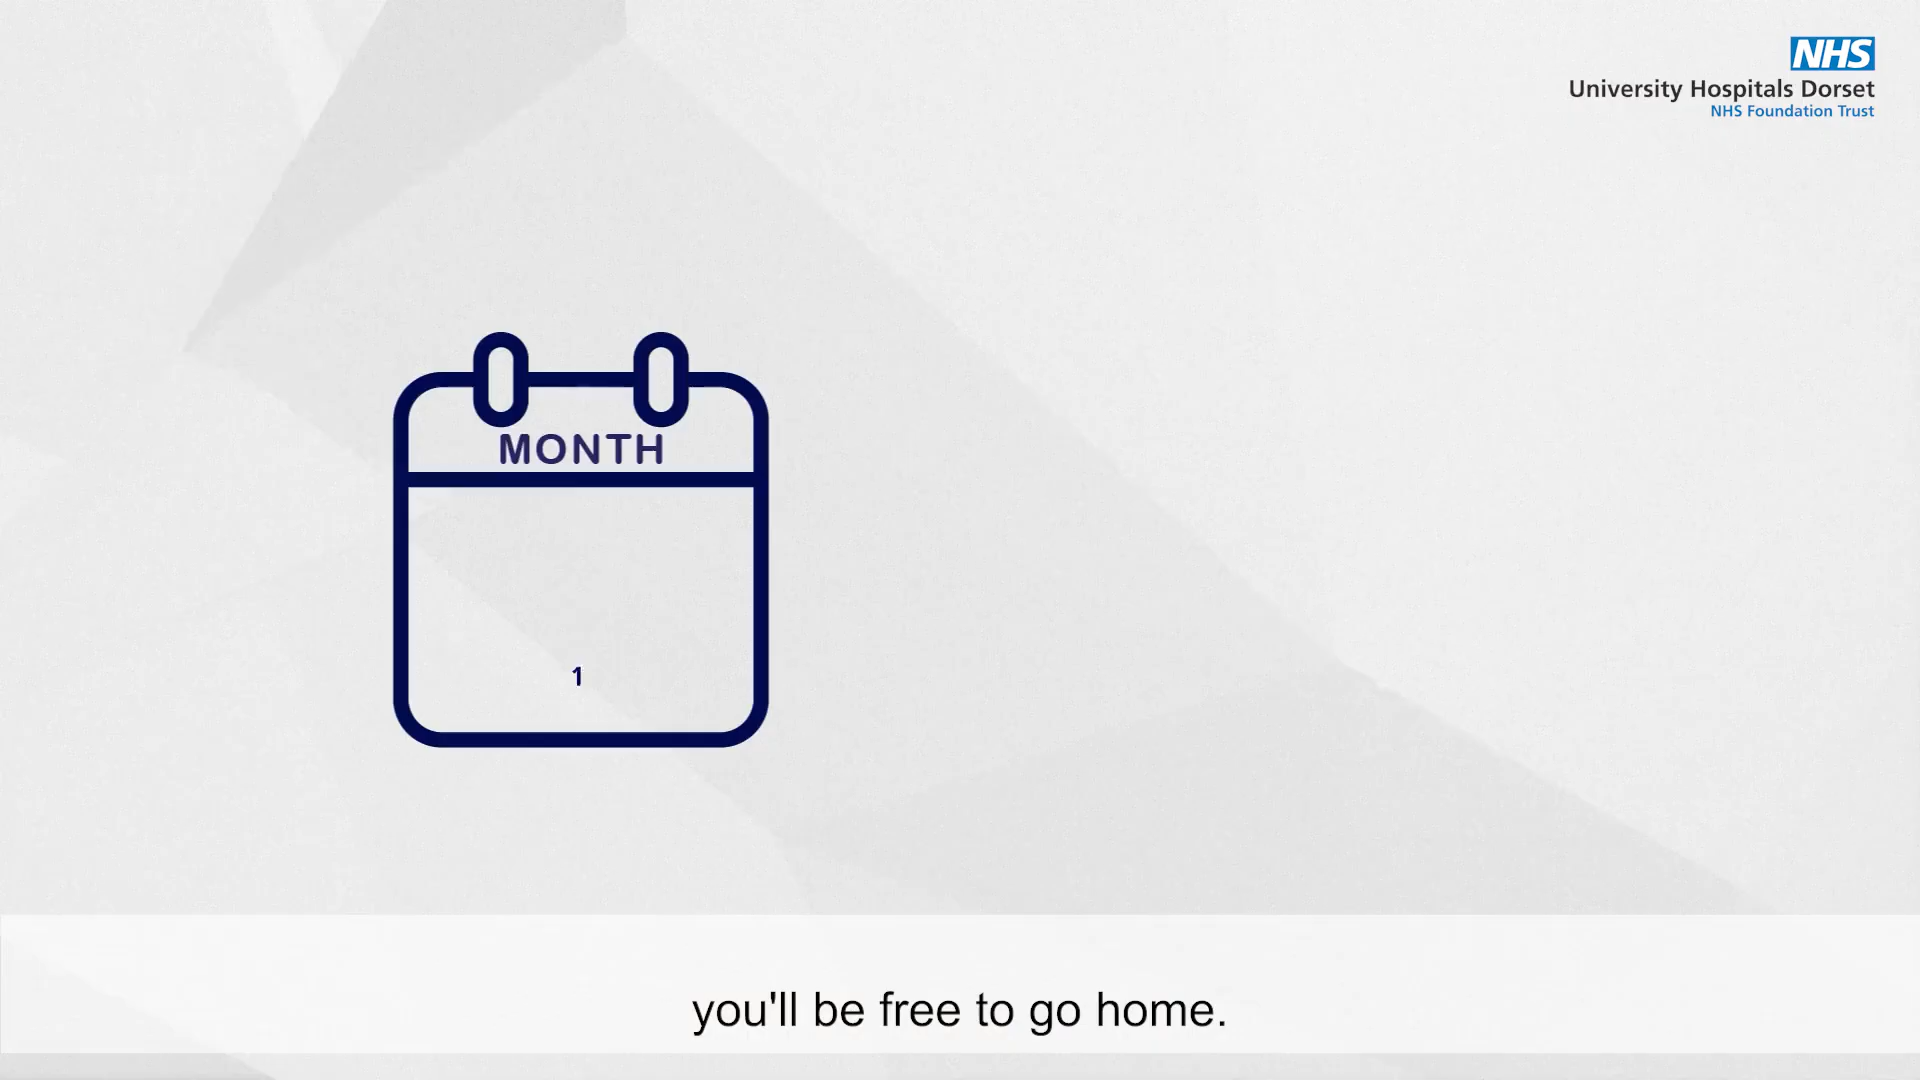 NHS
University Hospitals Dorset
NHS Foundation Trust
MONTH
1
you'll be free to go home.